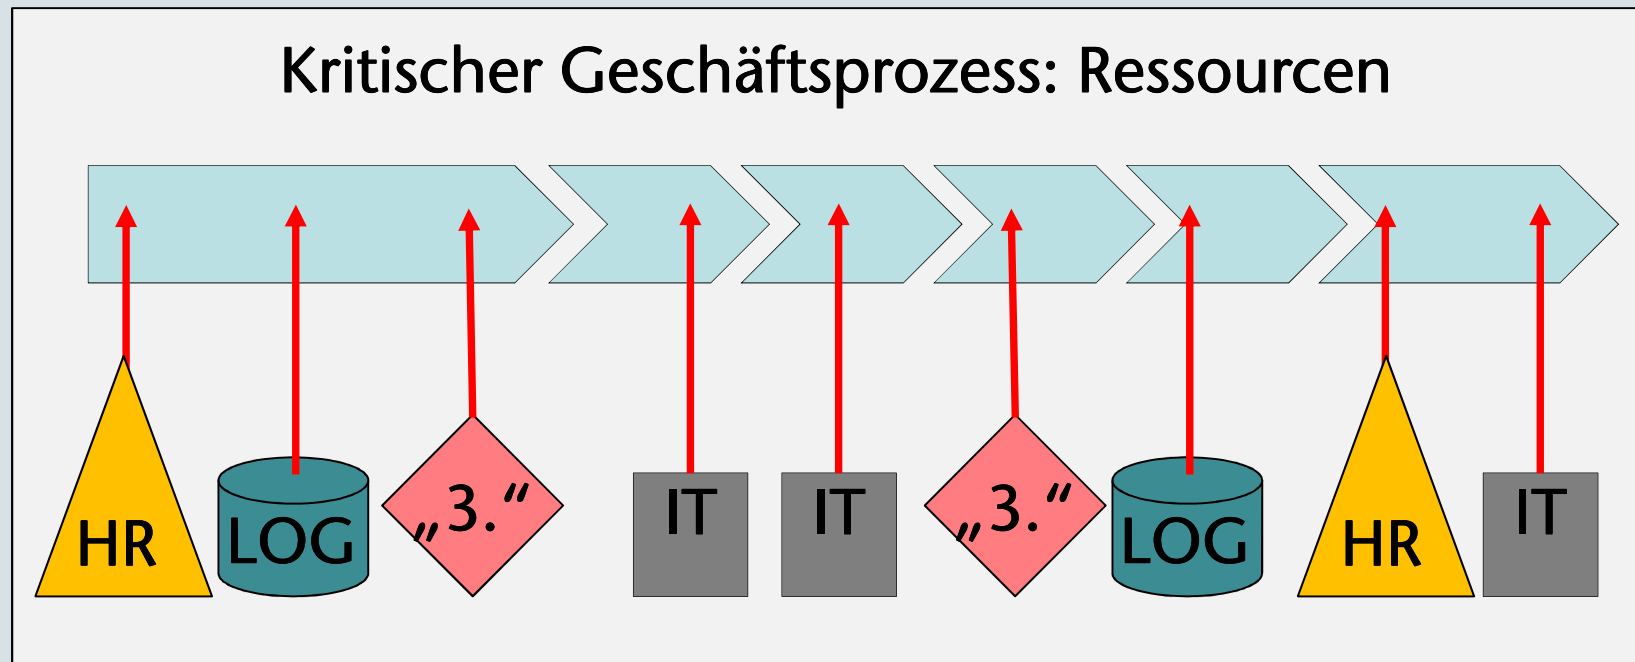 Kritischer Geschäftsprozess: Ressourcen
HR
LOG
„3.“
IT
IT
„3.“
LOG
HR
IT